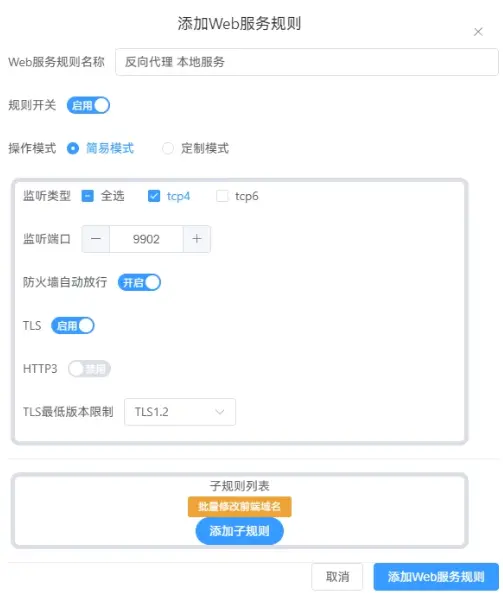 添加Web服务规则
Web服务规则名称 反向代理 本地服务
规则开关 启用
操作模式 简易模式 定制模式
监听类型 全选 tcp4 tcp6
监听端口 9902
防火墙自动放行 开启
TLS 启用
HTTP3 禁用
TLS最低版本限制 TLS1.2
子规则列表
批量修改前端域名
添加子规则
取消 添加Web服务规则